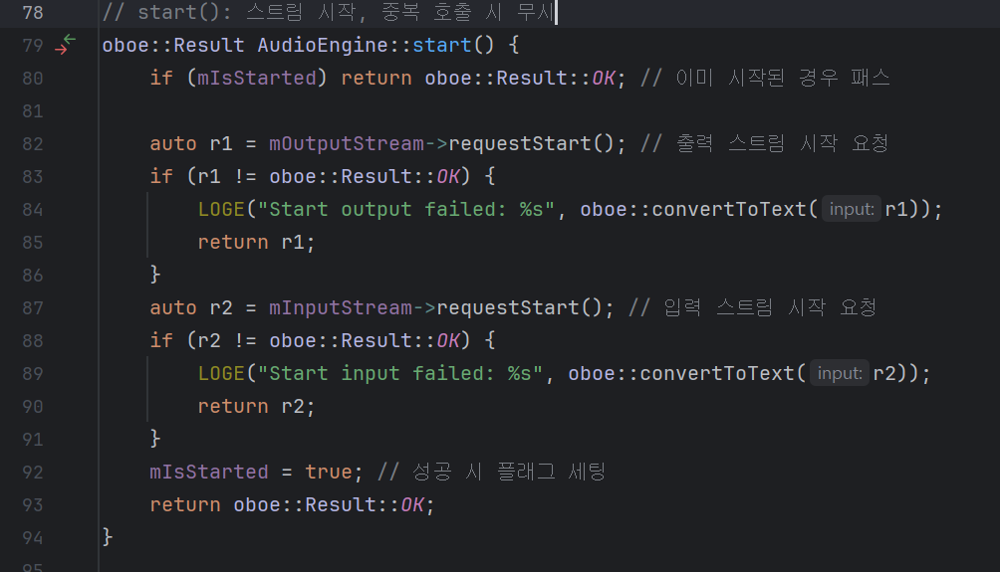 78 // start(): 스트림 시작, 중복 호출 시 무시
79 oboe::Result AudioEngine::start() {
80 if (mIsStarted) return oboe::Result::OK; // 이미 시작된 경우 패스
81
82 auto r1 = mOutputStream->requestStart(); // 출력 스트림 시작 요청
83 if (r1 != oboe::Result::OK) {
84 LOGE("Start output failed: %s", oboe::convertToText( input: r1));
85 return r1;
86 }
87 auto r2 = mInputStream->requestStart(); // 입력 스트림 시작 요청
88 if (r2 != oboe::Result::OK) {
89 LOGE("Start input failed: %s", oboe::convertToText( input: r2));
90 return r2;
91 }
92 mIsStarted = true; // 성공 시 플래그 세팅
93 return oboe::Result::OK;
94 }
95